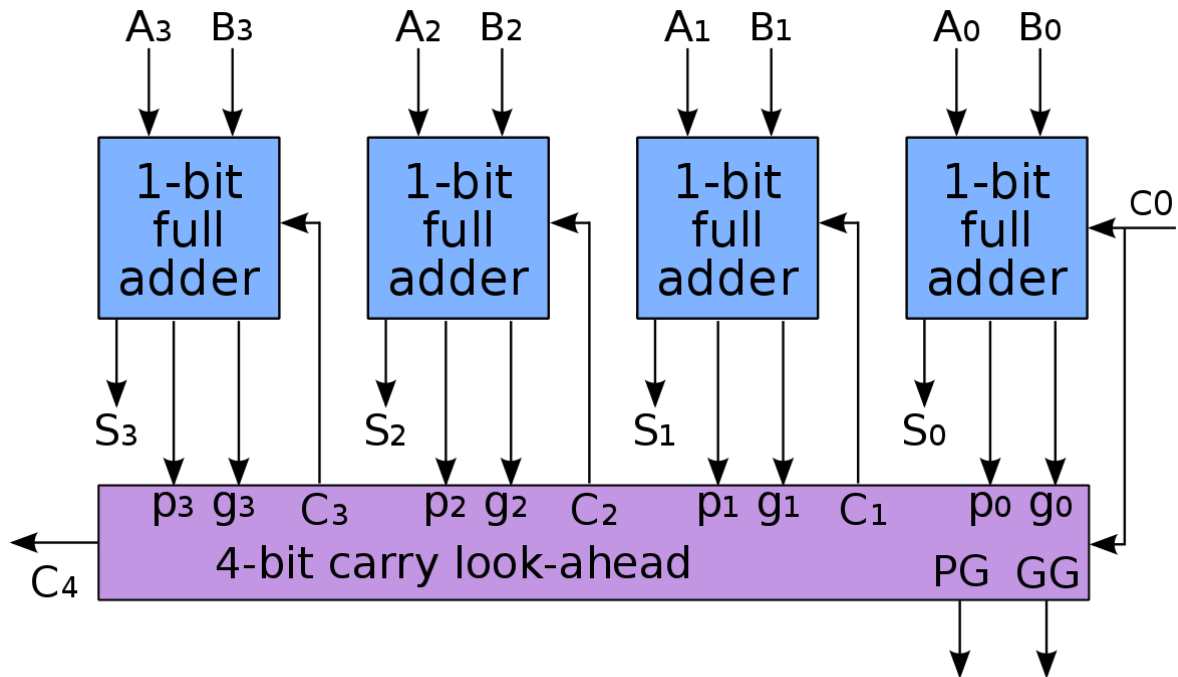 A₃ B₃ A₂ B₂ A₁ B₁ A₀ B₀
1-bit full adder
1-bit full adder
1-bit full adder
1-bit full adder
C0
S₃ S₂ S₁ S₀
p₃ g₃ C₃ p₂ g₂ C₂ p₁ g₁ C₁ p₀ g₀
4-bit carry look-ahead
PG GG
C₄